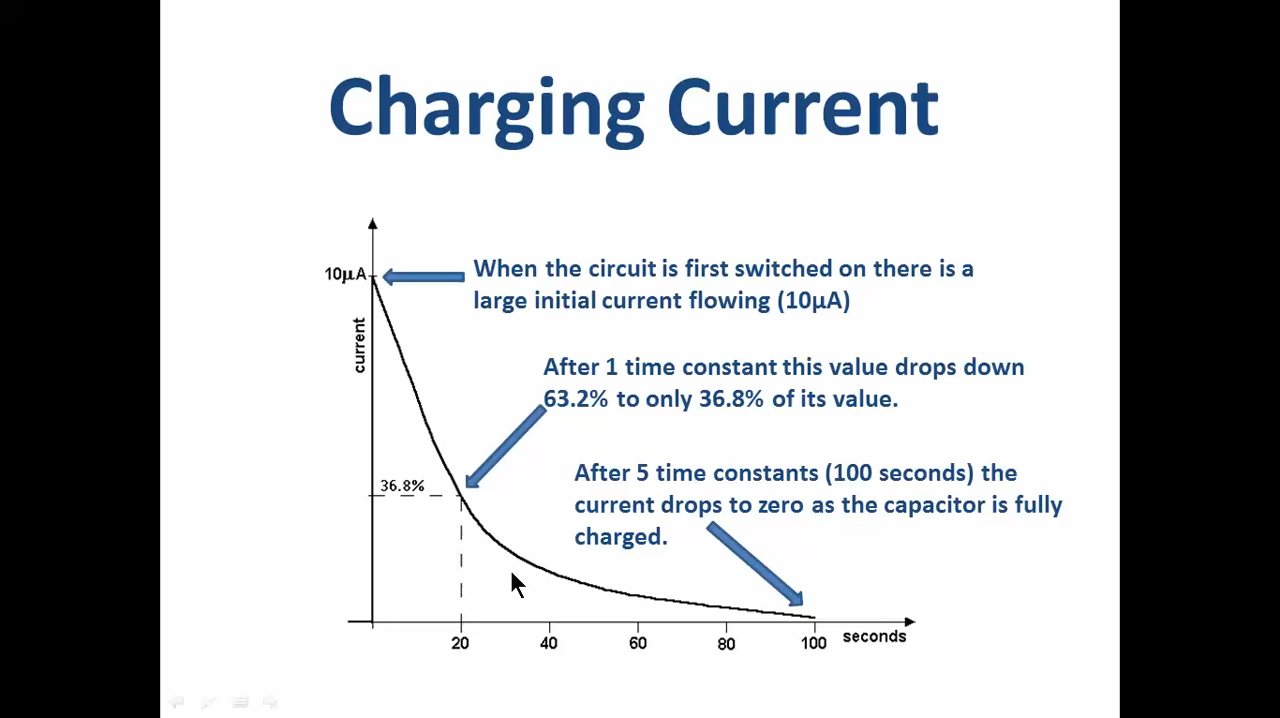 Charging Current
10μA
When the circuit is first switched on there is a
large initial current flowing (10μA)
current
After 1 time constant this value drops down
63.2% to only 36.8% of its value.
After 5 time constants (100 seconds) the
current drops to zero as the capacitor is fully
charged.
36.8%
20 40 60 80 100 seconds